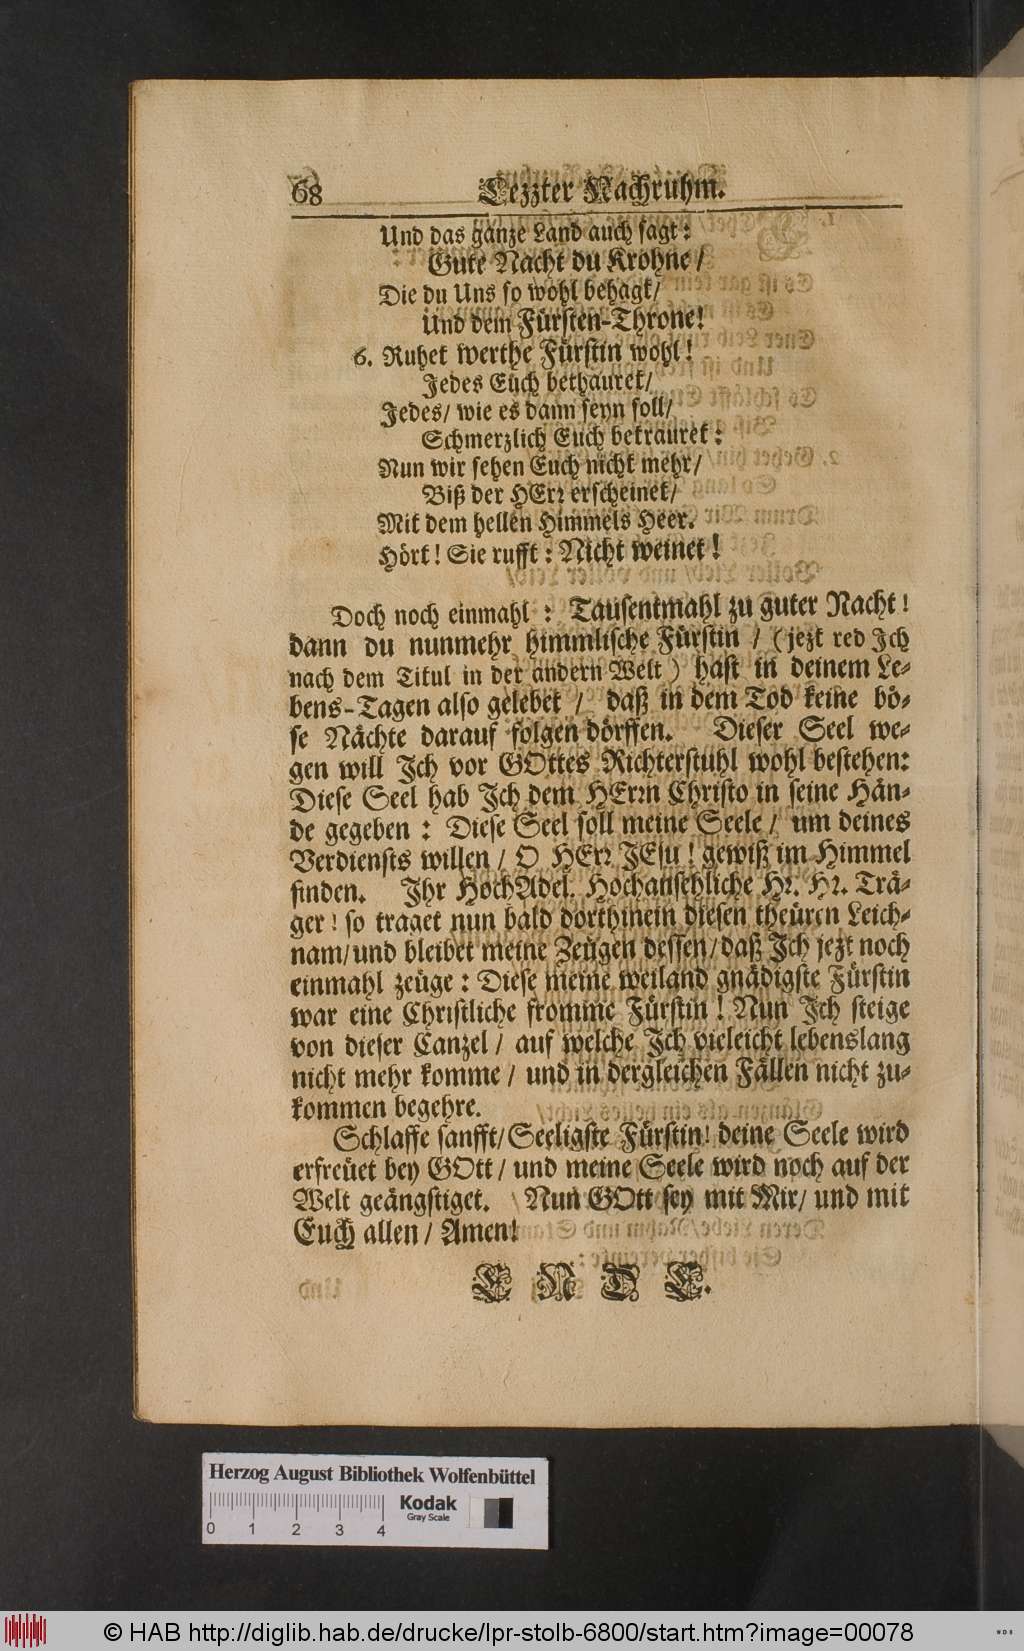 68 Lezzter Nachruhm.
Und das ganze Land auch sagt:
Gute Nacht du Krohne /
Die du Uns so wohl behagt/
Und dem Fürsten-Throne!
6. Ruhet werthe Fürstin wohl!
Jedes Euch bethauret/
Jedes/ wie es dann seyn soll/
Schmerzlich Euch betrauret:
Nun wir sehen Euch nicht mehr/
Biß der HErr erscheinet/
Mit dem hellen Himmels Heer.
Hört! Sie rufft: Nicht weinet!
Doch noch einmahl: Tausentmahl zu guter Nacht!
dann du nunmehr himmlische Fürstin / (jezt red Ich
nach dem Titul in der andern Welt) hast in deinem Le-
bens-Tagen also gelebet / daß in dem Tod keine bö-
se Nächte darauf folgen dörffen. Dieser Seel we-
gen will Ich vor GOttes Richterstuhl wohl bestehen:
Diese Seel hab Ich dem HErrn Christo in seine Hän-
de gegeben: Diese Seel soll meine Seele / um deines
Verdiensts willen / O HErr JEsu! gewiß im Himmel
finden. Ihr HochAdel. Hochansehliche Hr. Hr. Trä-
ger! so traget nun bald dorthinein diesen theüren Leich-
nam/ und bleibet meine Zeügen dessen/ daß Ich jezt noch
einmahl zeüge: Diese meine weiland gnädigste Fürstin
war eine Christliche fromme Fürstin! Nun Ich steige
von dieser Canzel / auf welche Ich vieleicht lebenslang
nicht mehr komme / und in dergleichen Fällen nicht zu-
kommen begehre.
Schlaffe sanfft/ Seeligste Fürstin! deine Seele wird
erfreüet bey GOtt / und meine Seele wird noch auf der
Welt geängstiget. Nun GOtt sey mit Mir/ und mit
Euch allen / Amen!
E N D E.
Herzog August Bibliothek Wolfenbüttel
0 1 2 3 4
Kodak
Gray Scale
© HAB http://diglib.hab.de/drucke/lpr-stolb-6800/start.htm?image=00078